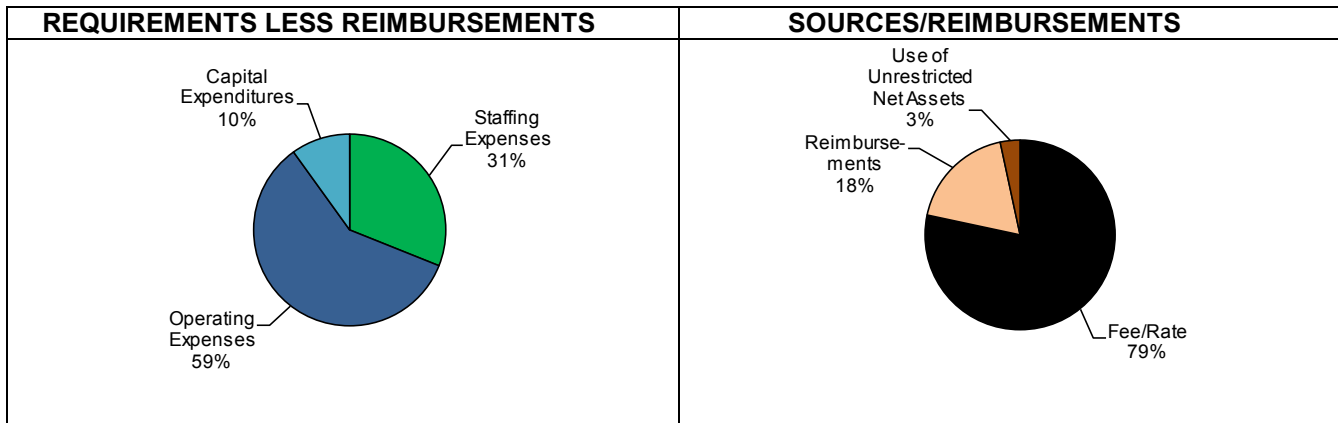 REQUIREMENTS LESS REIMBURSEMENTS
Capital
Expenditures
10%
Staffing
Expenses
31%
Operating
Expenses
59%
SOURCES/REIMBURSEMENTS
Use of
Unrestricted
Net Assets
3%
Reimburse-
ments
18%
Fee/Rate
79%